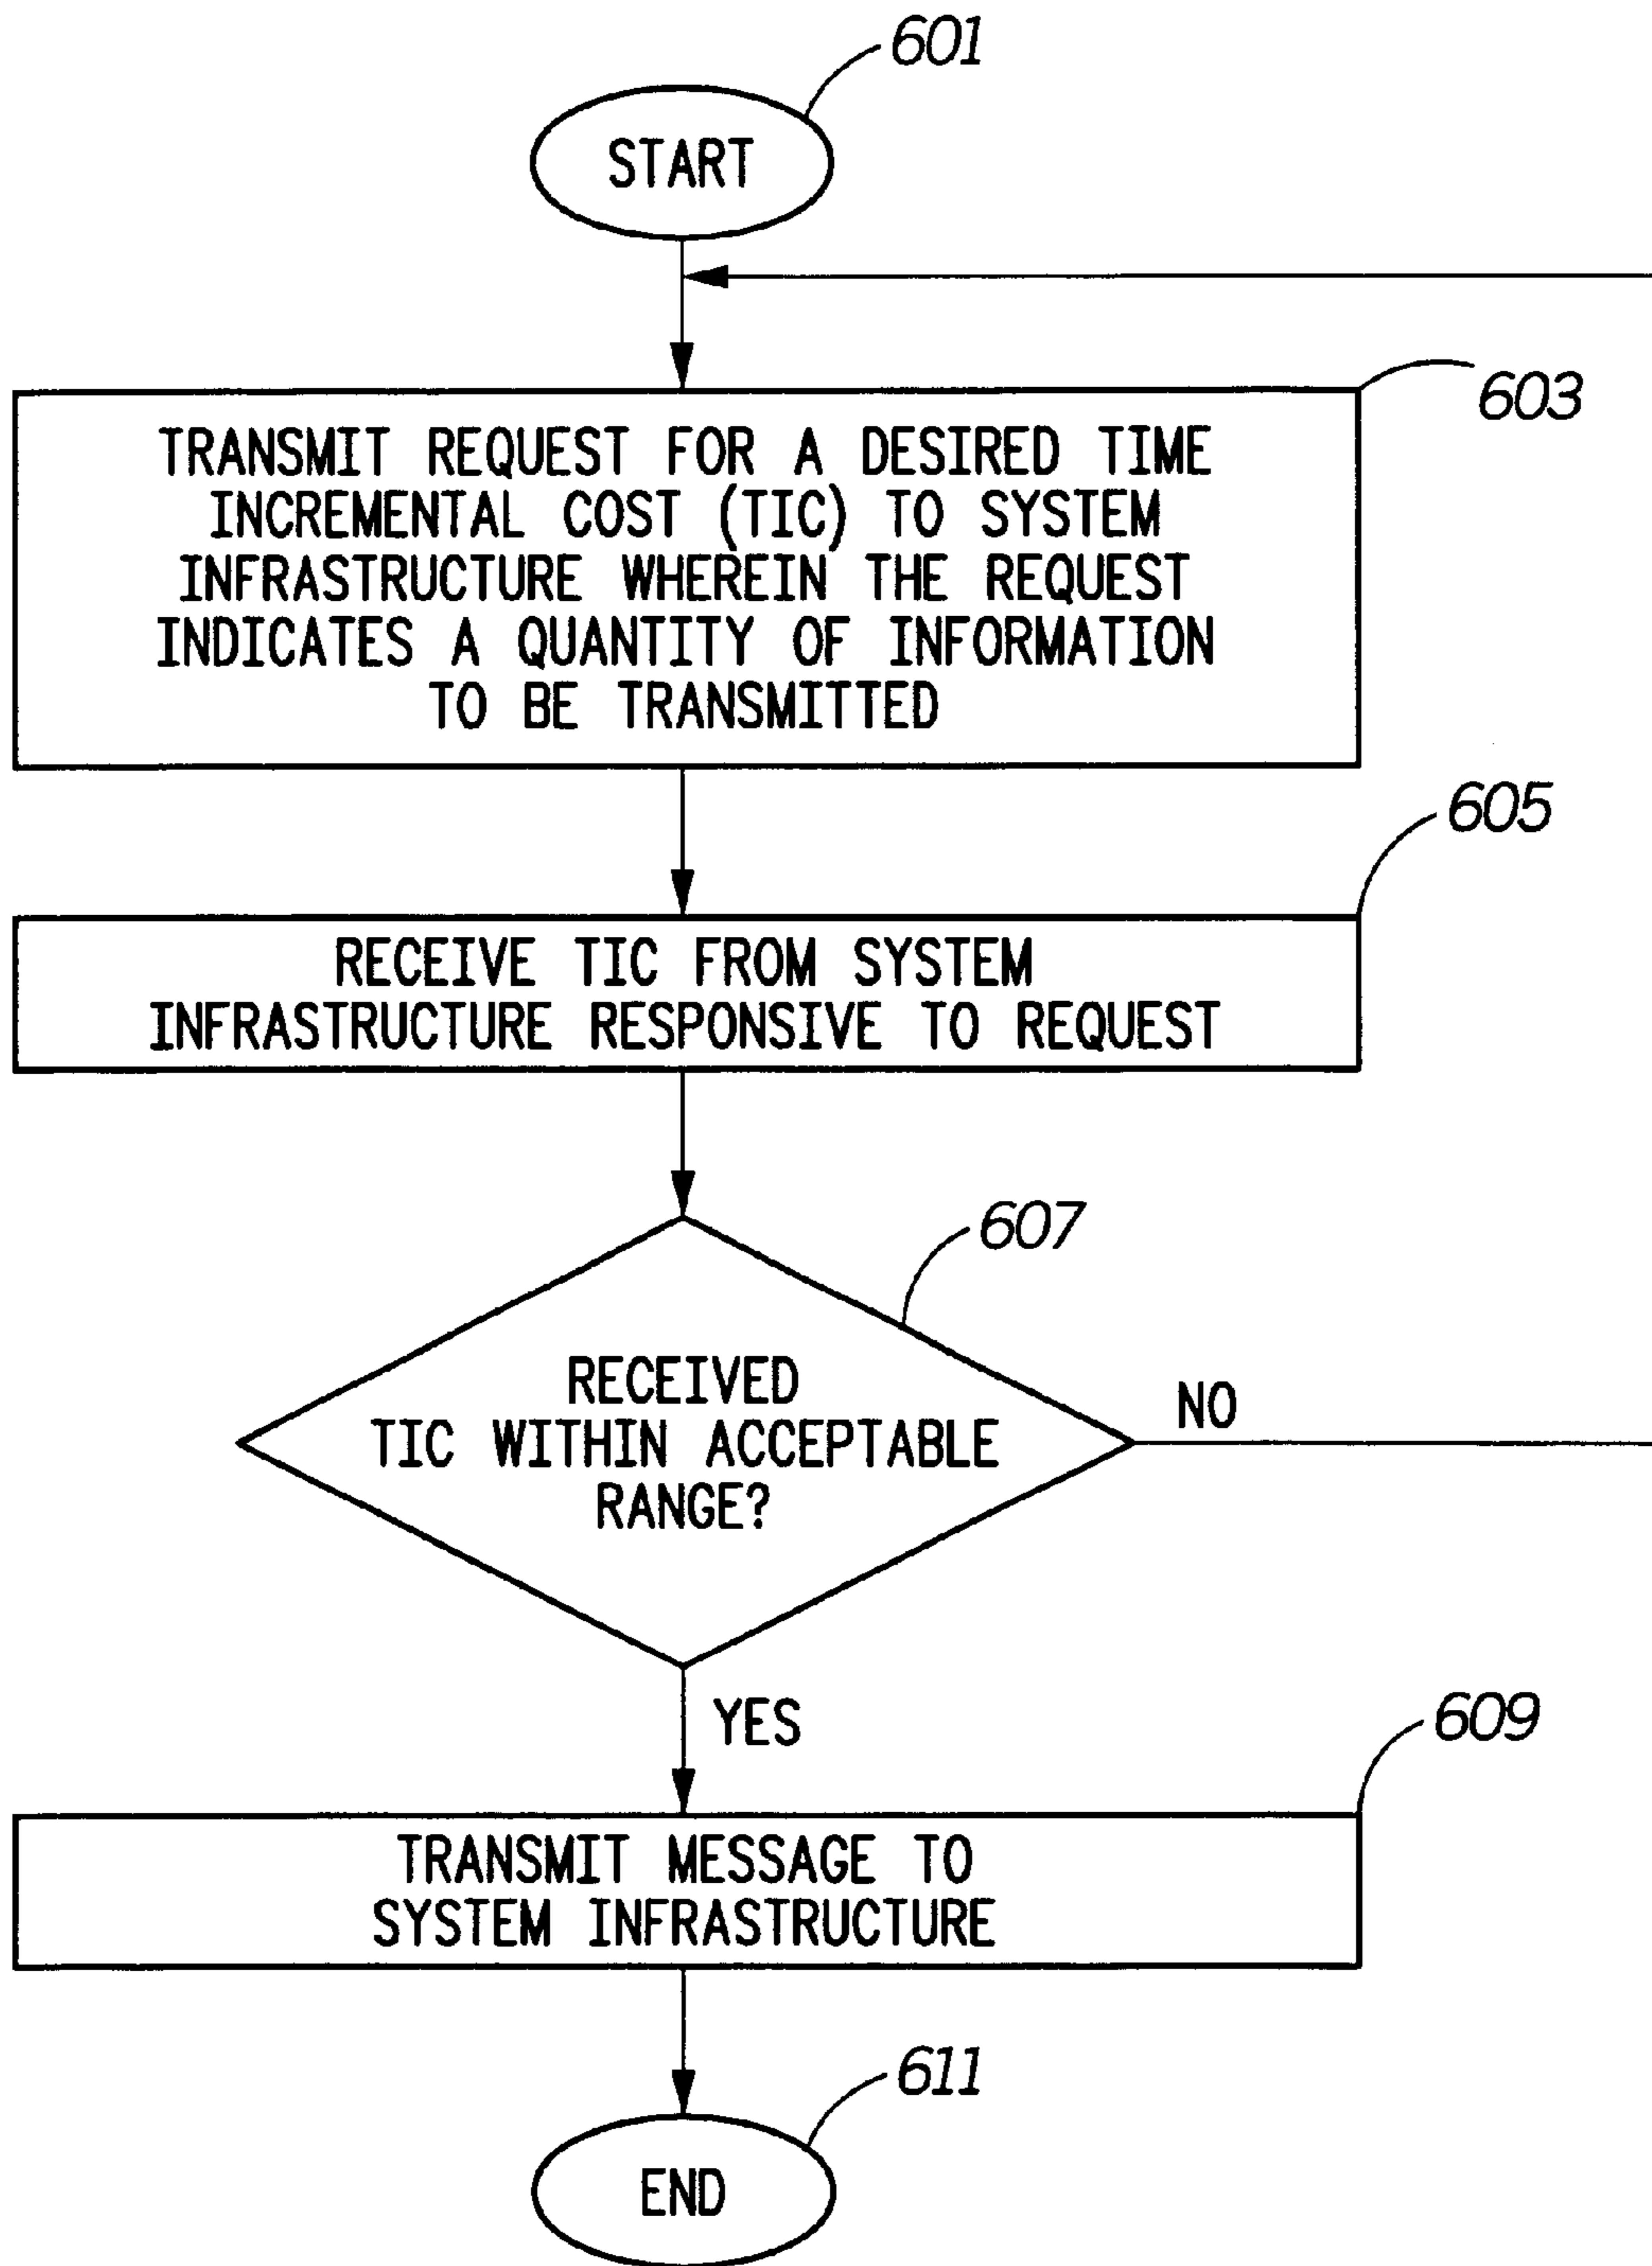 601
START
603
TRANSMIT REQUEST FOR A DESIRED TIME
INCREMENTAL COST (TIC) TO SYSTEM
INFRASTRUCTURE WHEREIN THE REQUEST
INDICATES A QUANTITY OF INFORMATION
TO BE TRANSMITTED
605
RECEIVE TIC FROM SYSTEM
INFRASTRUCTURE RESPONSIVE TO REQUEST
607
RECEIVED
TIC WITHIN ACCEPTABLE
RANGE?
NO
YES
609
TRANSMIT MESSAGE TO
SYSTEM INFRASTRUCTURE
611
END